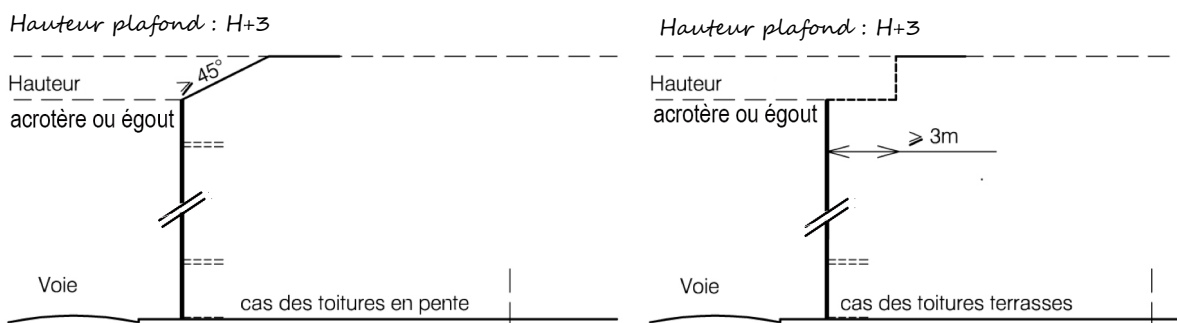 Hauteur plafond : H+3
⩾ 45°
Hauteur
acrotère ou égout
Voie
cas des toitures en pente
Hauteur plafond : H+3
Hauteur
acrotère ou égout
⩾ 3m
Voie
cas des toitures terrasses